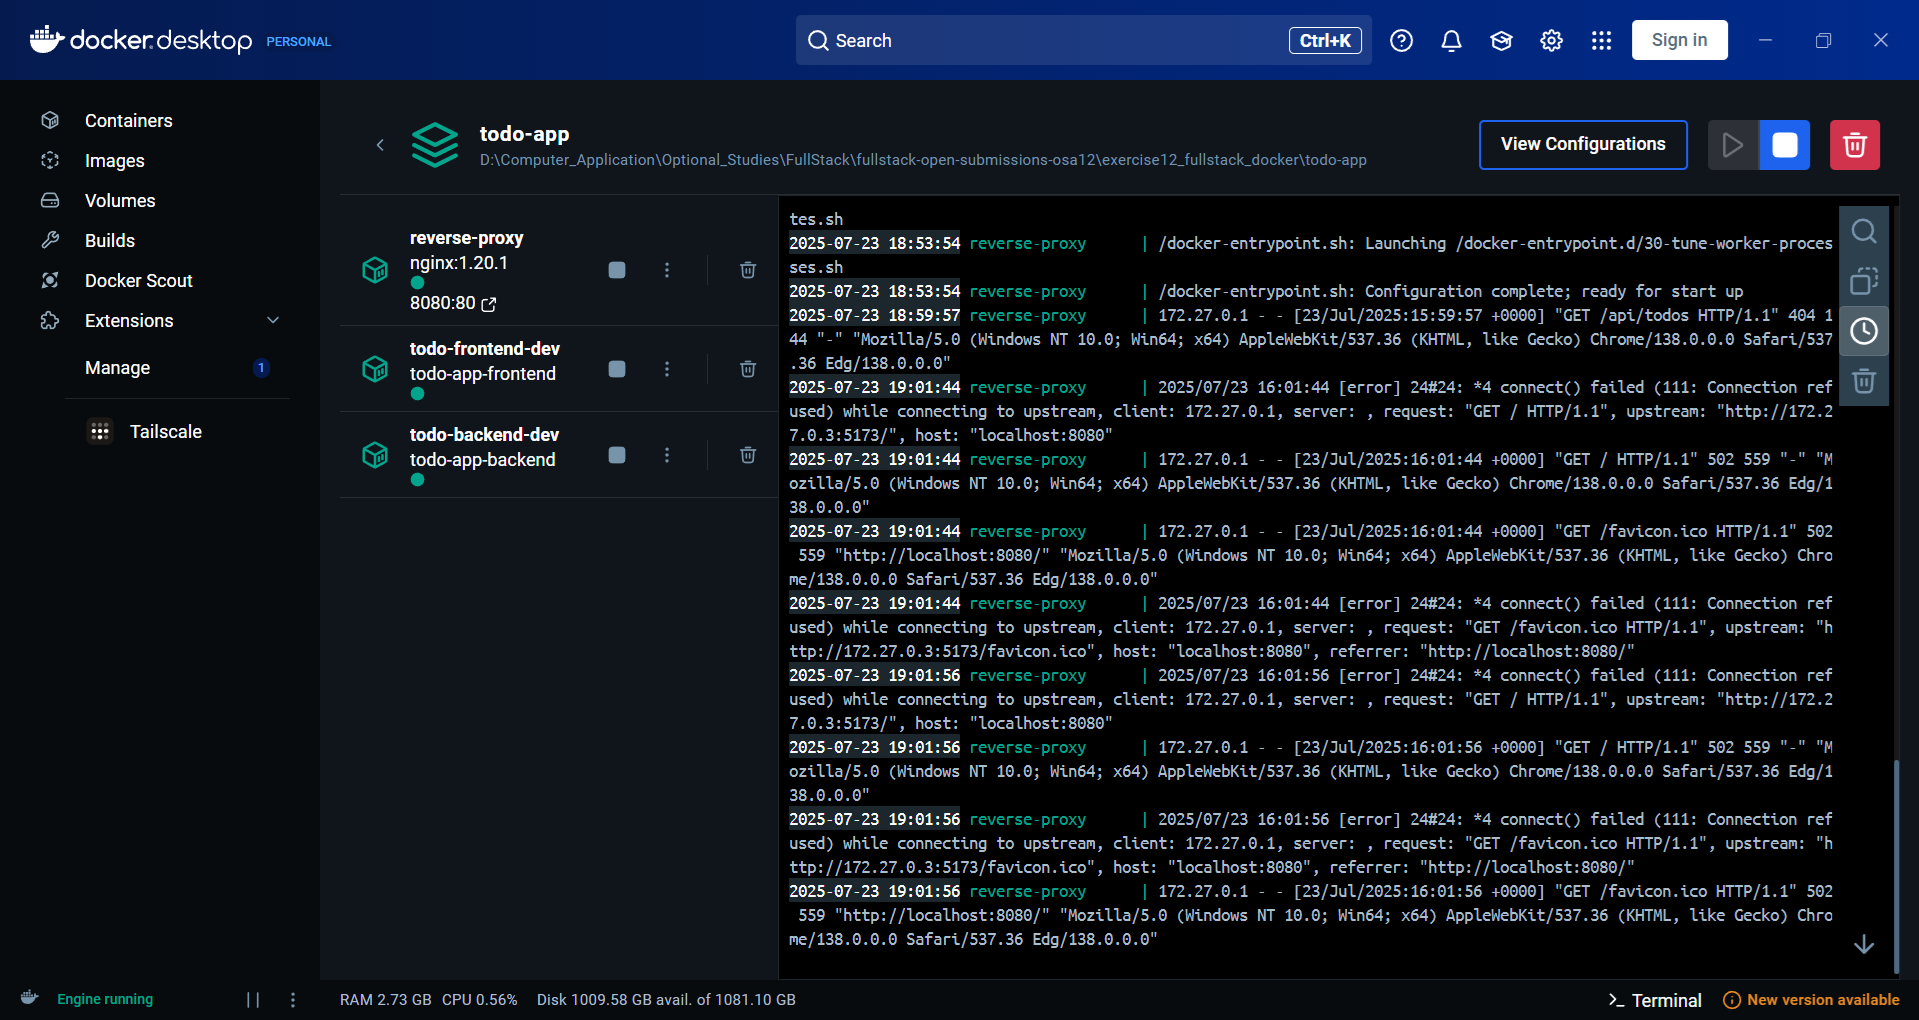 docker.desktop PERSONAL
Search Ctrl+K
Sign in
Containers
Images
Volumes
Builds
Docker Scout
Extensions
Manage 1
Tailscale
todo-app
D:\Computer_Application\Optional_Studies\FullStack\fullstack-open-submissions-osa12\exercise12_fullstack_docker\todo-app
View Configurations
reverse-proxy
nginx:1.20.1
8080:80
todo-frontend-dev
todo-app-frontend
todo-backend-dev
todo-app-backend
tes.sh
2025-07-23 18:53:54 reverse-proxy | /docker-entrypoint.sh: Launching /docker-entrypoint.d/30-tune-worker-proces
ses.sh
2025-07-23 18:53:54 reverse-proxy | /docker-entrypoint.sh: Configuration complete; ready for start up
2025-07-23 18:59:57 reverse-proxy | 172.27.0.1 - - [23/Jul/2025:15:59:57 +0000] "GET /api/todos HTTP/1.1" 404 1
44 "-" "Mozilla/5.0 (Windows NT 10.0; Win64; x64) AppleWebKit/537.36 (KHTML, like Gecko) Chrome/138.0.0.0 Safari/537
.36 Edg/138.0.0.0"
2025-07-23 19:01:44 reverse-proxy | 2025/07/23 16:01:44 [error] 24#24: *4 connect() failed (111: Connection ref
used) while connecting to upstream, client: 172.27.0.1, server: , request: "GET / HTTP/1.1", upstream: "http://172.2
7.0.3:5173/", host: "localhost:8080"
2025-07-23 19:01:44 reverse-proxy | 172.27.0.1 - - [23/Jul/2025:16:01:44 +0000] "GET / HTTP/1.1" 502 559 "-" "M
ozilla/5.0 (Windows NT 10.0; Win64; x64) AppleWebKit/537.36 (KHTML, like Gecko) Chrome/138.0.0.0 Safari/537.36 Edg/1
38.0.0.0"
2025-07-23 19:01:44 reverse-proxy | 172.27.0.1 - - [23/Jul/2025:16:01:44 +0000] "GET /favicon.ico HTTP/1.1" 502
559 "http://localhost:8080/" "Mozilla/5.0 (Windows NT 10.0; Win64; x64) AppleWebKit/537.36 (KHTML, like Gecko) Chro
me/138.0.0.0 Safari/537.36 Edg/138.0.0.0"
2025-07-23 19:01:44 reverse-proxy | 2025/07/23 16:01:44 [error] 24#24: *4 connect() failed (111: Connection ref
used) while connecting to upstream, client: 172.27.0.1, server: , request: "GET /favicon.ico HTTP/1.1", upstream: "h
ttp://172.27.0.3:5173/favicon.ico", host: "localhost:8080", referrer: "http://localhost:8080/"
2025-07-23 19:01:56 reverse-proxy | 2025/07/23 16:01:56 [error] 24#24: *4 connect() failed (111: Connection ref
used) while connecting to upstream, client: 172.27.0.1, server: , request: "GET / HTTP/1.1", upstream: "http://172.2
7.0.3:5173/", host: "localhost:8080"
2025-07-23 19:01:56 reverse-proxy | 172.27.0.1 - - [23/Jul/2025:16:01:56 +0000] "GET / HTTP/1.1" 502 559 "-" "M
ozilla/5.0 (Windows NT 10.0; Win64; x64) AppleWebKit/537.36 (KHTML, like Gecko) Chrome/138.0.0.0 Safari/537.36 Edg/1
38.0.0.0"
2025-07-23 19:01:56 reverse-proxy | 2025/07/23 16:01:56 [error] 24#24: *4 connect() failed (111: Connection ref
used) while connecting to upstream, client: 172.27.0.1, server: , request: "GET /favicon.ico HTTP/1.1", upstream: "h
ttp://172.27.0.3:5173/favicon.ico", host: "localhost:8080", referrer: "http://localhost:8080/"
2025-07-23 19:01:56 reverse-proxy | 172.27.0.1 - - [23/Jul/2025:16:01:56 +0000] "GET /favicon.ico HTTP/1.1" 502
559 "http://localhost:8080/" "Mozilla/5.0 (Windows NT 10.0; Win64; x64) AppleWebKit/537.36 (KHTML, like Gecko) Chro
me/138.0.0.0 Safari/537.36 Edg/138.0.0.0"
Engine running
RAM 2.73 GB CPU 0.56% Disk 1009.58 GB avail. of 1081.10 GB
Terminal
New version available